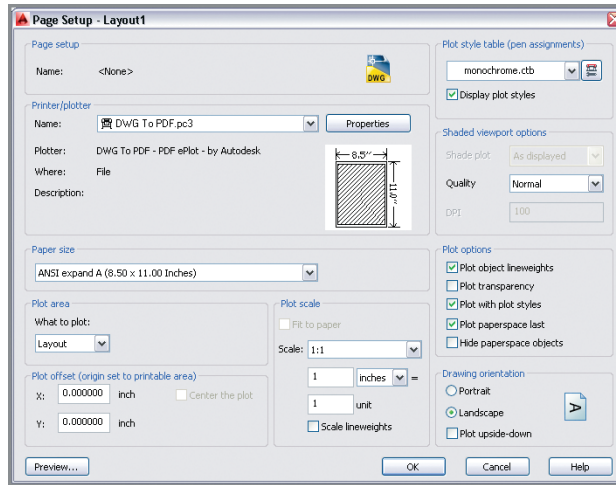 Page Setup - Layout1
Page setup
Name: <None>
DWG
Printer/plotter
Name: DWG To PDF.pc3 Properties
Plotter: DWG To PDF - PDF ePlot - by Autodesk
Where: File
Description:
8.5''
11.0''
Paper size
ANSI expand A (8.50 x 11.00 Inches)
Plot area
What to plot:
Layout
Plot offset (origin set to printable area)
X: 0.000000 inch Center the plot
Y: 0.000000 inch
Plot scale
Fit to paper
Scale: 1:1
1 inches =
1 unit
Scale lineweights
Plot style table (pen assignments)
monochrome.ctb
Display plot styles
Shaded viewport options
Shade plot As displayed
Quality Normal
DPI 100
Plot options
Plot object lineweights
Plot transparency
Plot with plot styles
Plot paperspace last
Hide paperspace objects
Drawing orientation
Portrait
Landscape
A
Plot upside-down
Preview... OK Cancel Help